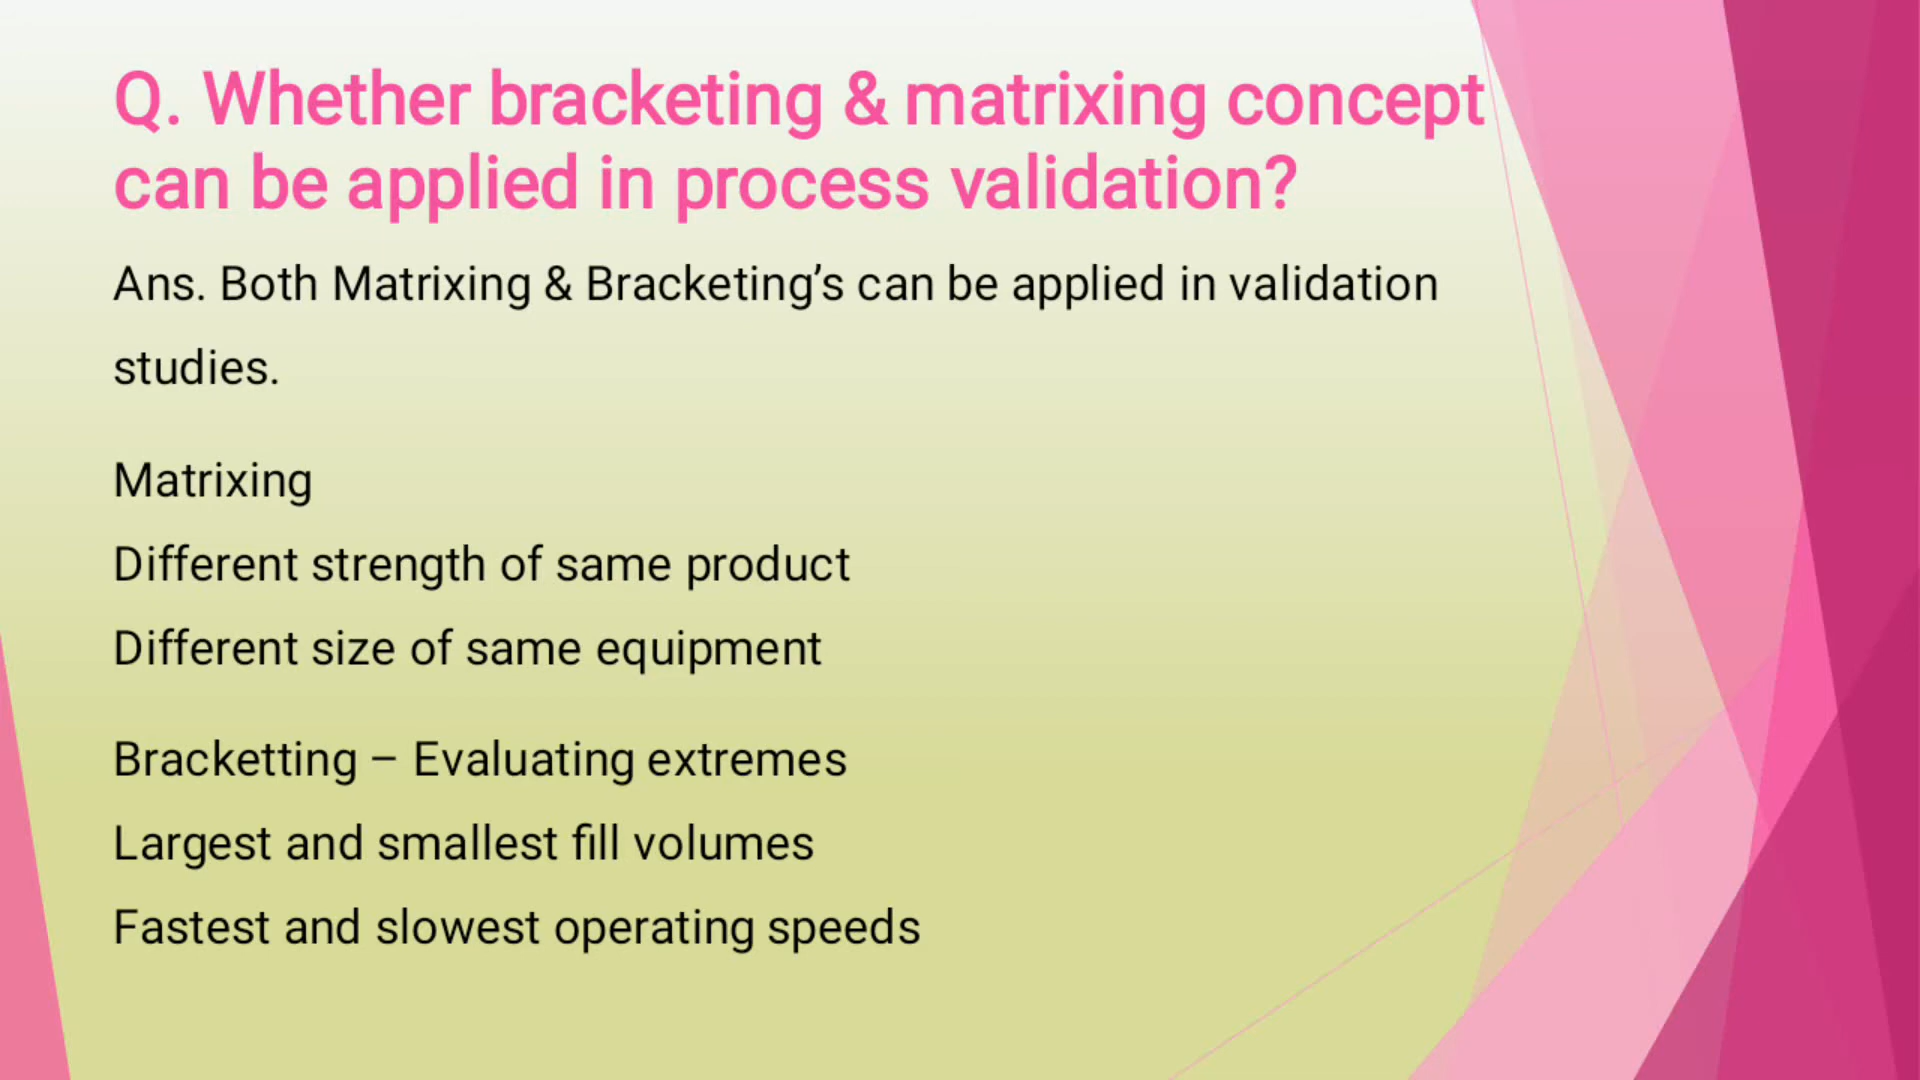 Q. Whether bracketing & matrixing concept
can be applied in process validation?
Ans. Both Matrixing & Bracketing’s can be applied in validation
studies.
Matrixing
Different strength of same product
Different size of same equipment
Bracketting – Evaluating extremes
Largest and smallest fill volumes
Fastest and slowest operating speeds